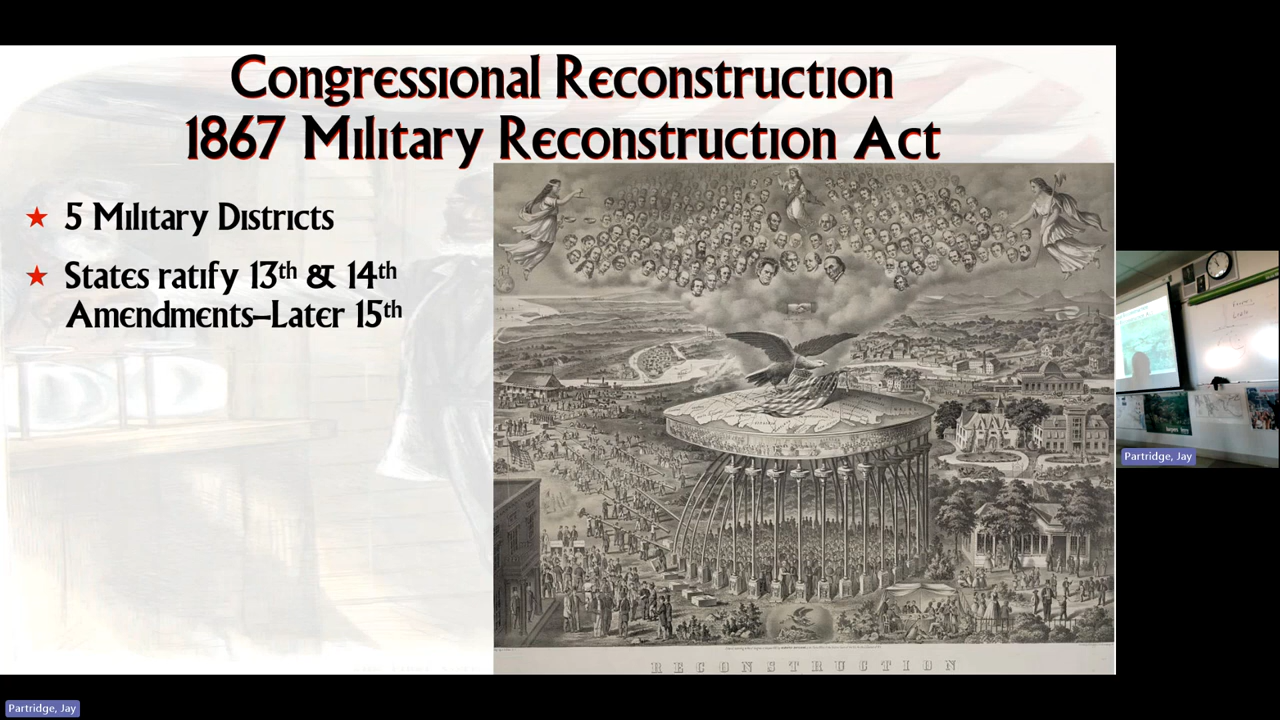 Congressional Reconstruction
1867 Military Reconstruction Act
★ 5 Military Districts
★ States ratify 13th & 14th
Amendments–Later 15th
RECONSTRUCTION
Partridge, Jay
Partridge, Jay